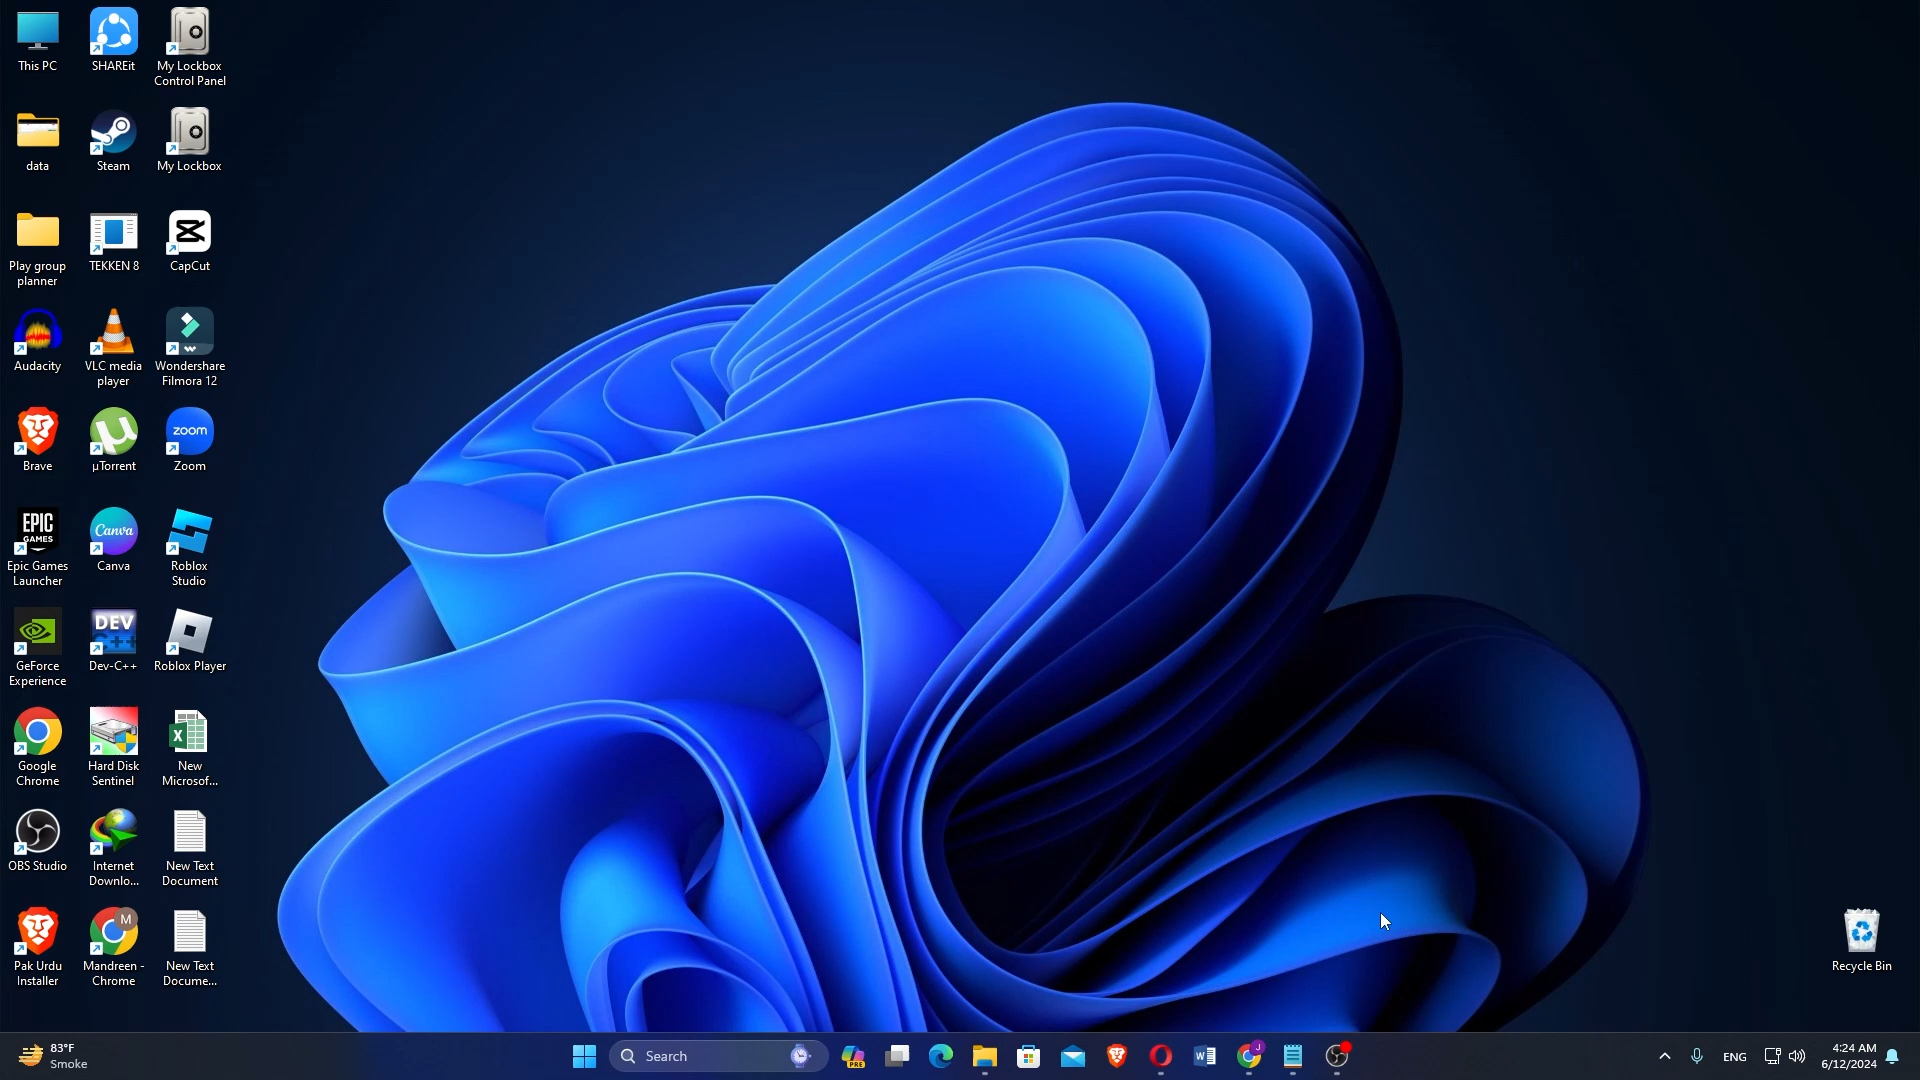 This PC
SHAREit
My Lockbox
Control Panel
data
Steam
My Lockbox
Play group
planner
TEKKEN 8
CapCut
Audacity
VLC media
player
Wondershare
Filmora 12
Brave
µTorrent
zoom
Zoom
EPIC
GAMES
Epic Games
Launcher
Canva
Canva
Roblox
Studio
GeForce
Experience
DEV
C++
Dev-C++
Roblox Player
Google
Chrome
Hard Disk
Sentinel
New
Microsof...
OBS Studio
Internet
Downlo...
New Text
Document
Pak Urdu
Installer
M
Mandreen -
Chrome
New Text
Docume...
Recycle Bin
83°F
Smoke
Search
PRE
W
J
ENG
4:24 AM
6/12/2024